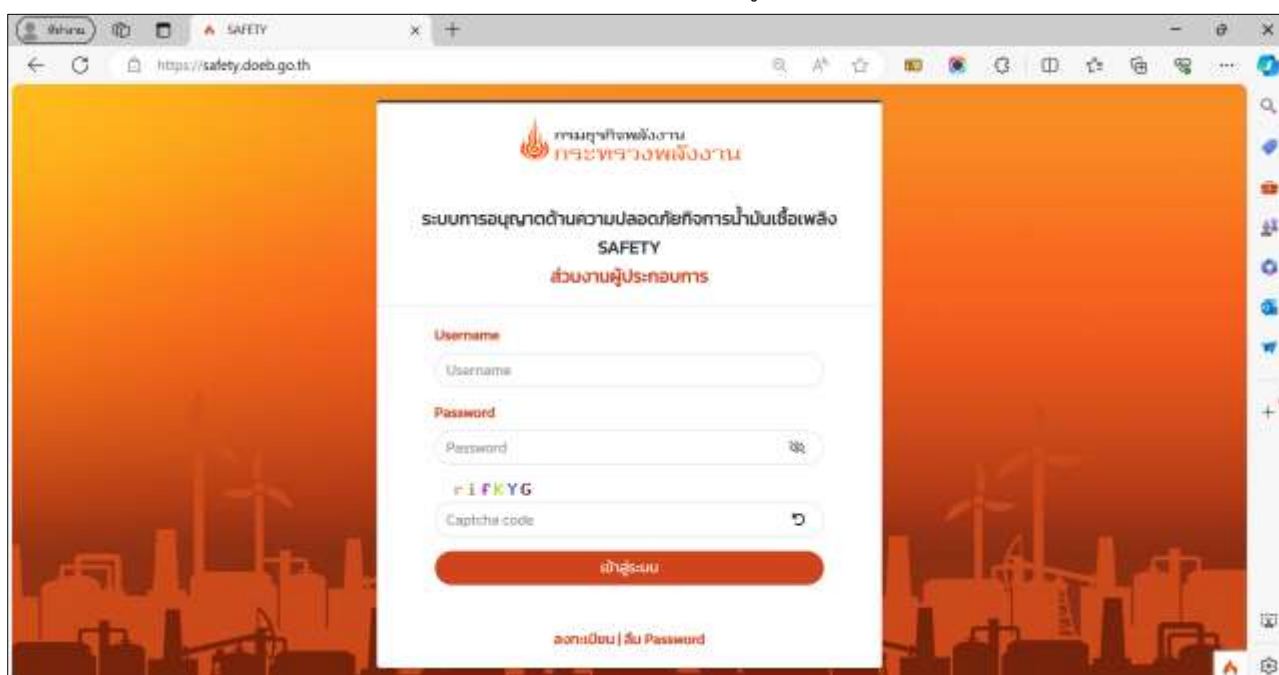 ที่ทำงาน
SAFETY
https://safety.doeb.go.th
กรมธุรกิจพลังงาน
กระทรวงพลังงาน
ระบบการอนุญาตด้านความปลอดภัยกิจการน้ำมันเชื้อเพลิง
SAFETY
ส่วนงานผู้ประกอบการ
Username
Username
Password
Password
rifKYG
Captcha code
เข้าสู่ระบบ
ลงทะเบียน | ลืม Password